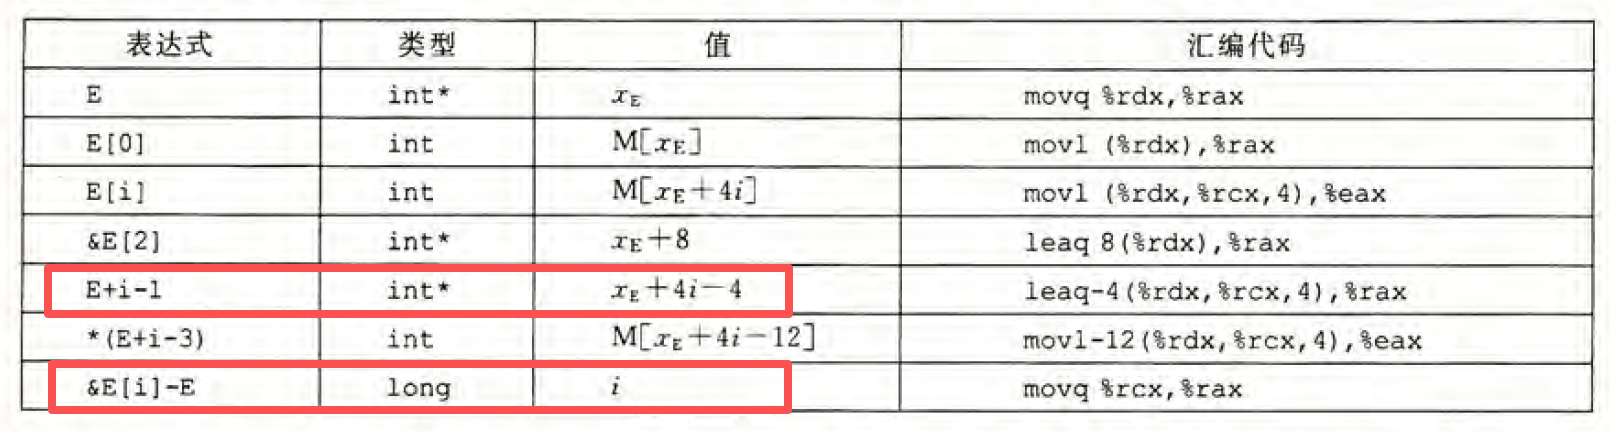 表达式 类型 值 汇编代码
E int* xE movq %rdx,%rax
E[0] int M[xE] movl (%rdx),%rax
E[i] int M[xE+4i] movl (%rdx,%rcx,4),%eax
&E[2] int* xE+8 leaq 8(%rdx),%rax
E+i-1 int* xE+4i-4 leaq-4(%rdx,%rcx,4),%rax
*(E+i-3) int M[xE+4i-12] movl-12(%rdx,%rcx,4),%eax
&E[i]-E long i movq %rcx,%rax